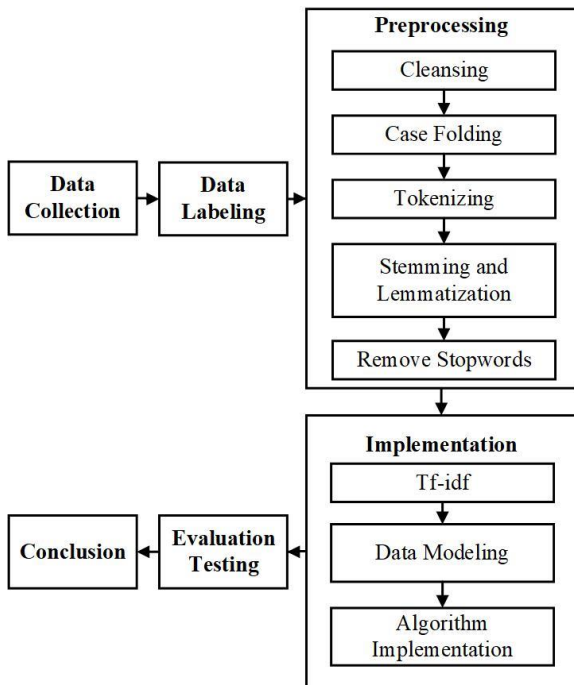 Data
Collection
Data
Labeling
Preprocessing
Cleansing
Case Folding
Tokenizing
Stemming and
Lemmatization
Remove Stopwords
Implementation
Tf-idf
Data Modeling
Algorithm
Implementation
Evaluation
Testing
Conclusion